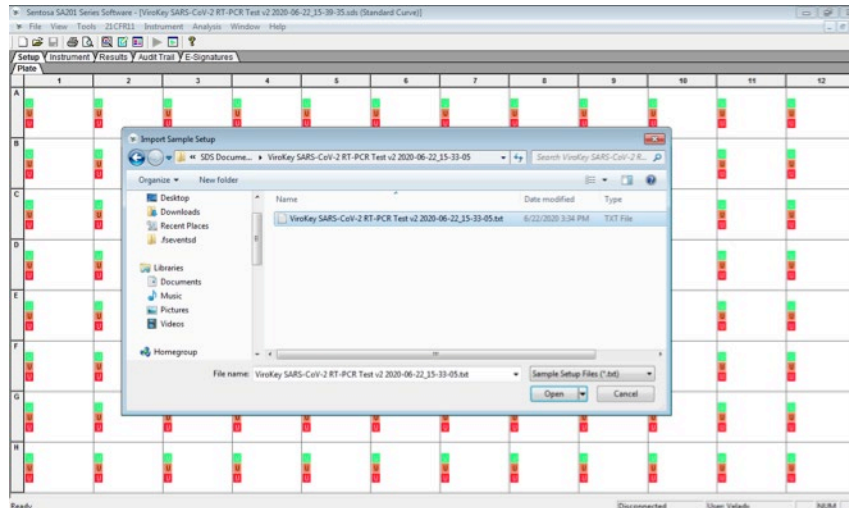 Sentosa SA201 Series Software - [ViroKey SARS-CoV-2 RT-PCR Test v2 2020-06-22_15-39-35.sds (Standard Curve)]
File View Tools 21CFR11 Instrument Analysis Window Help
Setup Instrument Results Audit Trail E-Signatures
Plate
1 2 3 4 5 6 7 8 9 10 11 12
A
B
C
D
E
F
G
H
Import Sample Setup
« SDS Docume... ▸ ViroKey SARS-CoV-2 RT-PCR Test v2 2020-06-22_15-33-05
Search ViroKey SARS-CoV-2 R...
Organize New folder
Name Date modified Type
Desktop
Downloads
Recent Places
Libraries
Documents
Music
Pictures
Videos
Homegroup
ViroKey SARS-CoV-2 RT-PCR Test v2 2020-06-22_15-33-05.txt 6/22/2020 3:34 PM TXT File
File name: ViroKey SARS-CoV-2 RT-PCR Test v2 2020-06-22_15-33-05.txt Sample Setup Files (*.txt)
Open Cancel
Ready Disconnected User: NUM